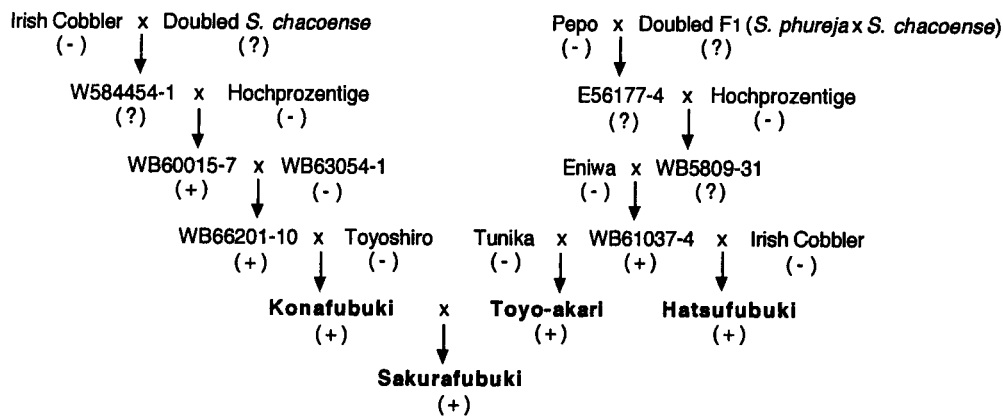 Irish Cobbler x Doubled S. chacoense Pepo x Doubled F1 (S. phureja x S. chacoense)
(-) (?) (-) (?)
W584454-1 x Hochprozentige E56177-4 x Hochprozentige
(?) (-) (?) (-)
WB60015-7 x WB63054-1 Eniwa x WB5809-31
(+) (-) (-) (?)
WB66201-10 x Toyoshiro Tunika x WB61037-4 x Irish Cobbler
(+) (-) (-) (+) (-)
Konafubuki x Toyo-akari Hatsufubuki
(+) (+) (+)
Sakurafubuki
(+)